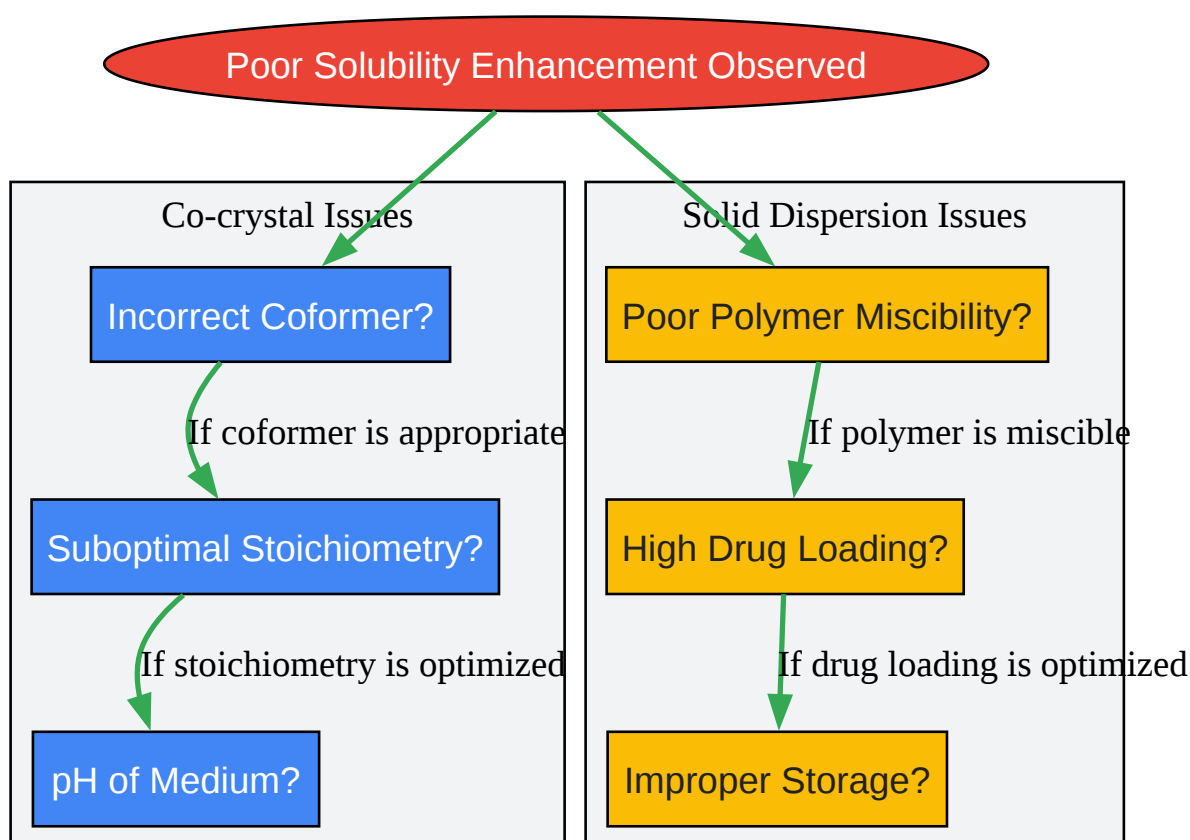 Poor Solubility Enhancement Observed
Co-crystal Issues
Incorrect Coformer?
If coformer is appropriate
Suboptimal Stoichiometry?
If stoichiometry is optimized
pH of Medium?
Solid Dispersion Issues
Poor Polymer Miscibility?
If polymer is miscible
High Drug Loading?
If drug loading is optimized
Improper Storage?